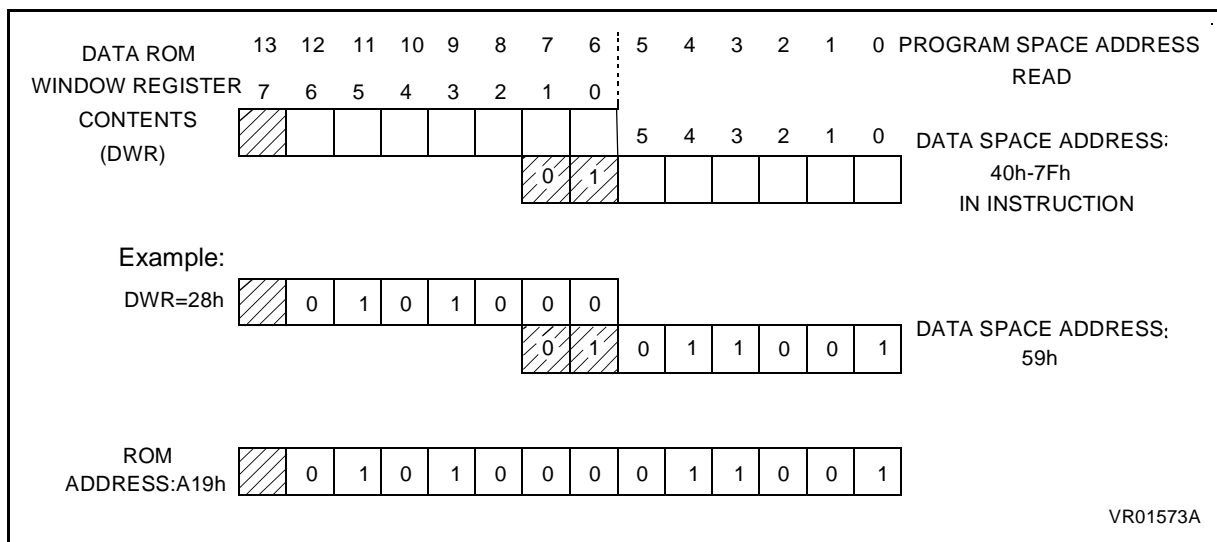 13 12 11 10 9 8 7 6 5 4 3 2 1 0 PROGRAM SPACE ADDRESS
READ
DATA ROM
WINDOW REGISTER 7 6 5 4 3 2 1 0
CONTENTS
(DWR)
5 4 3 2 1 0 DATA SPACE ADDRESS:
0 1 40h-7Fh
IN INSTRUCTION
Example:
DWR=28h 0 1 0 1 0 0 0
0 1 0 1 1 0 0 1 DATA SPACE ADDRESS:
59h
ROM
ADDRESS:A19h 0 1 0 1 0 0 0 0 1 1 0 0 1
VR01573A